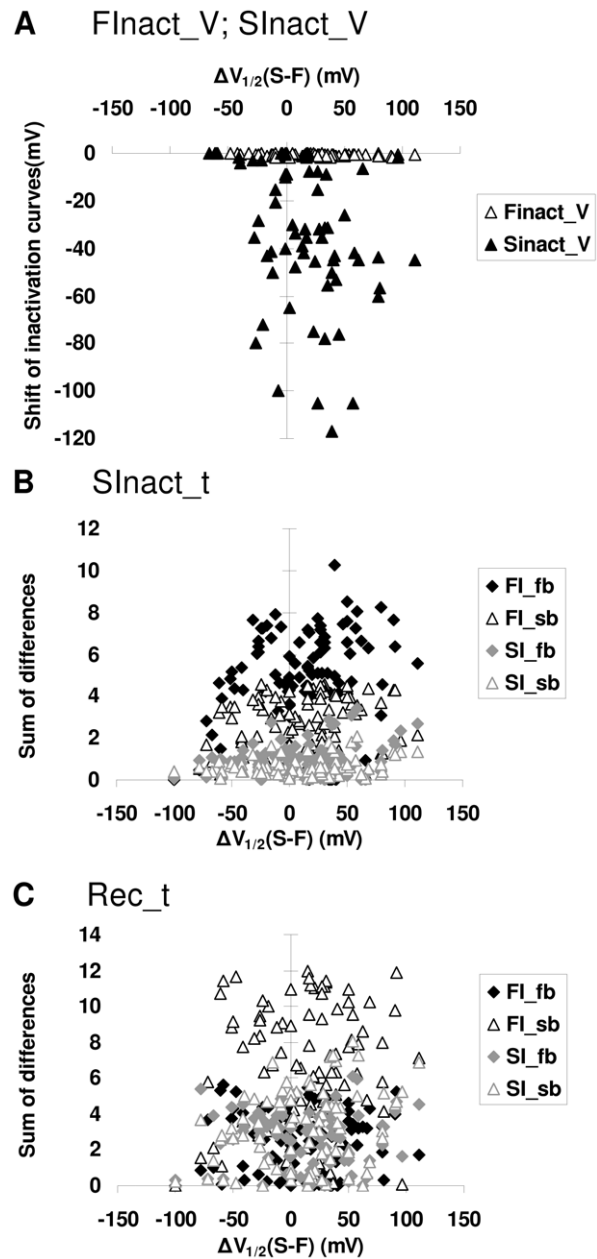 A FInact_V; SInact_V
ΔV1/2(S-F) (mV)
-150 -100 -50 0 50 100 150
Shift of inactivation curves(mV)
0
-20
-40
-60
-80
-100
-120
Finact_V
Sinact_V
B SInact_t
Sum of differences
12
10
8
6
4
2
0
-150 -100 -50 0 50 100 150
ΔV1/2(S-F) (mV)
FI_fb
FI_sb
SI_fb
SI_sb
C Rec_t
Sum of differences
14
12
10
8
6
4
2
0
-150 -100 -50 0 50 100 150
ΔV1/2(S-F) (mV)
FI_fb
FI_sb
SI_fb
SI_sb